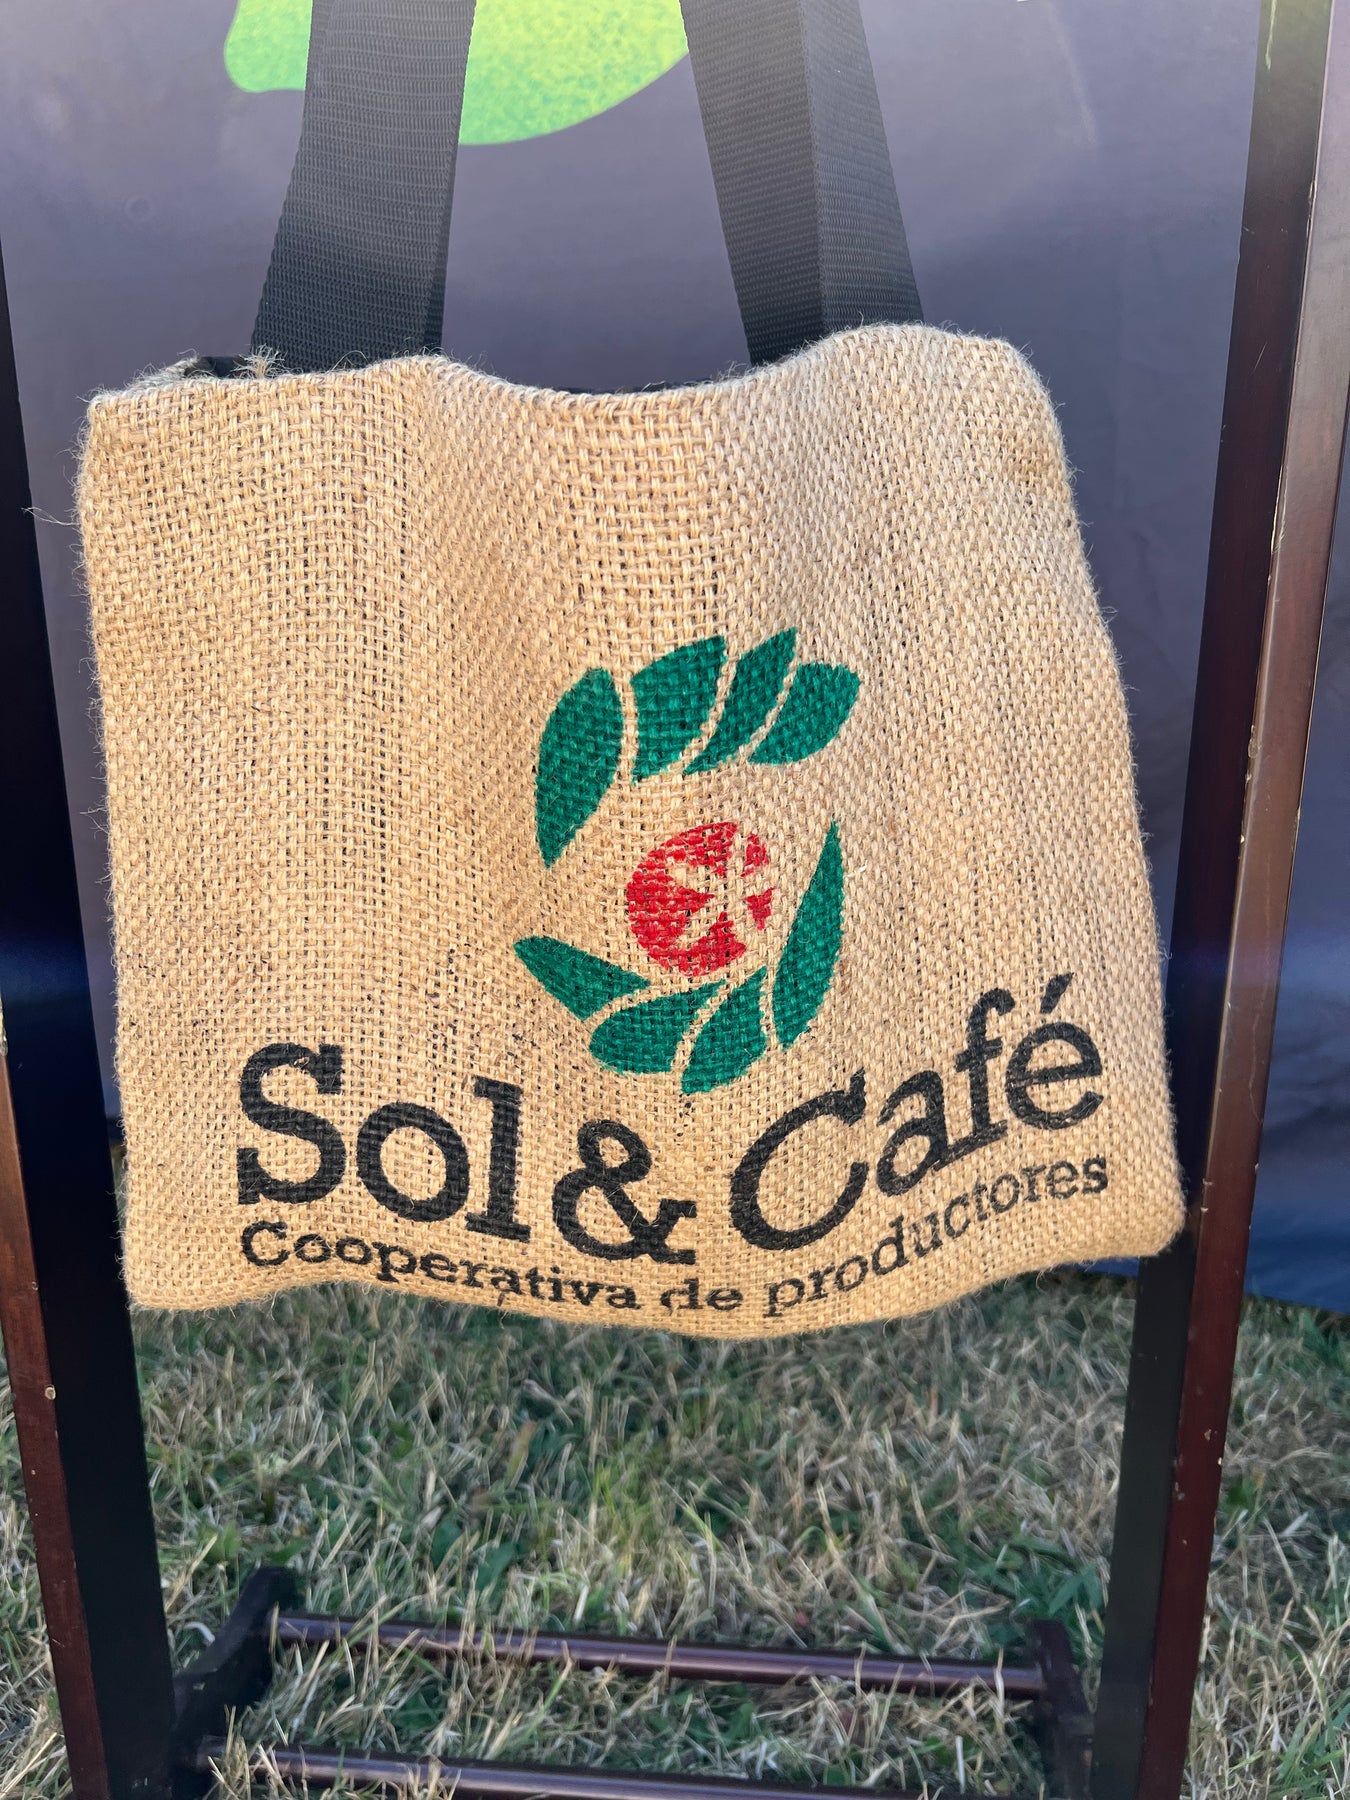 Sol & Café
Cooperativa de productores